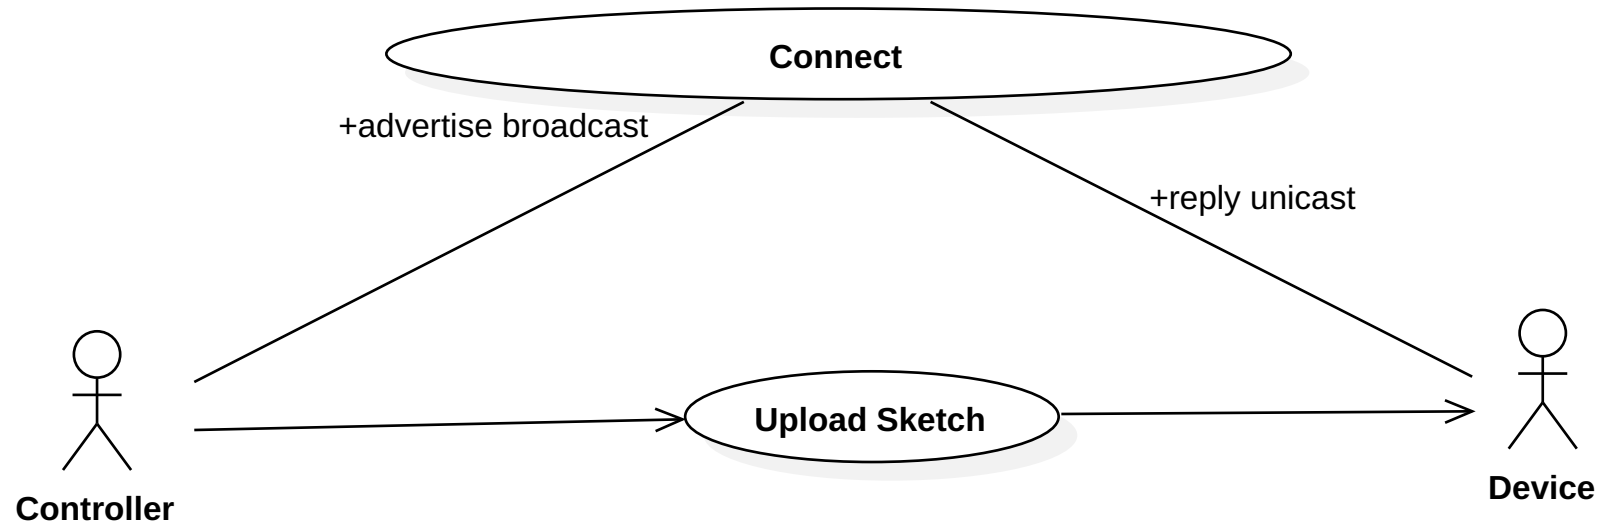 Connect
+advertise broadcast
+reply unicast
Upload Sketch
Controller
Device